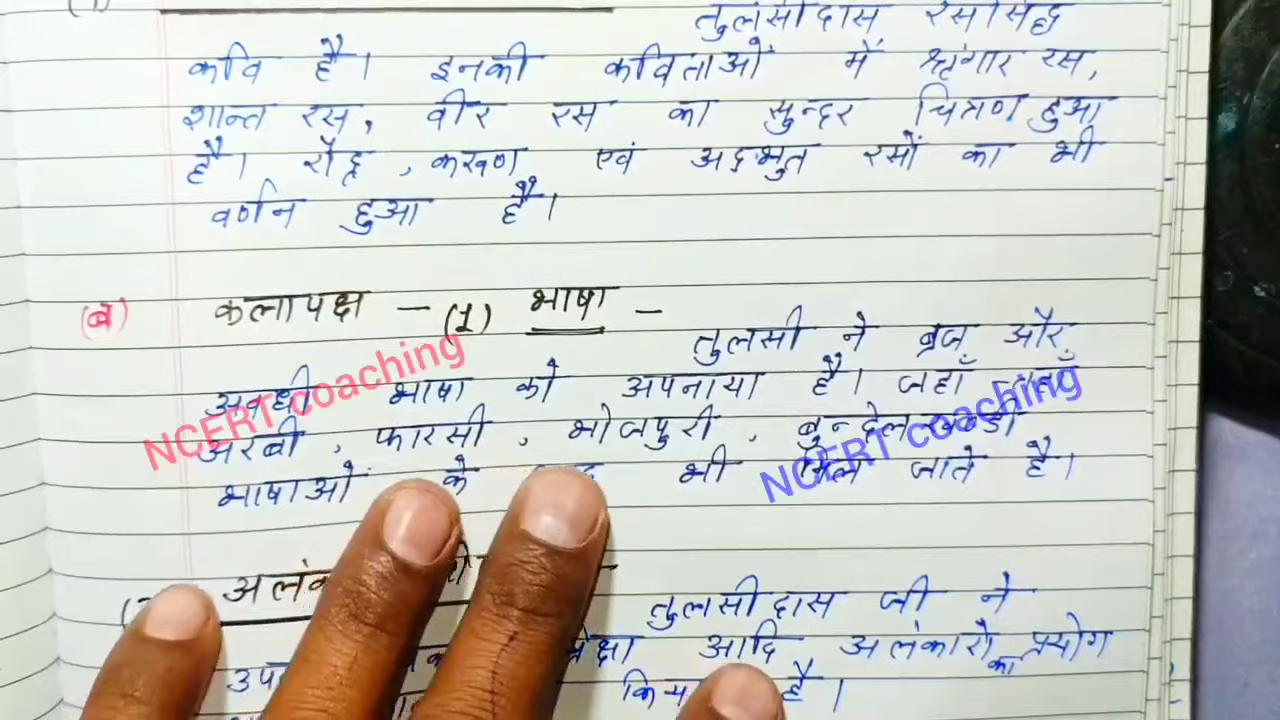 तुलसीदास रससिद्ध
कवि है। इनकी कविताओं में श्रृंगार रस,
शान्त रस, वीर रस का सुन्दर चित्रण हुआ
है। रौद्र, करुण एवं अद्भुत रसों का भी
वर्णन हुआ है।
(ब) कलापक्ष – (1) भाषा –
तुलसी ने ब्रज और
अवधी भाषा को अपनाया है। जहाँ
अरबी, फारसी, भोजपुरी, बुन्देलखण्डी
भाषाओं के भी मिल जाते है।
NCERT coaching
NCERT coaching
तुलसीदास जी ने
आदि अलंकारो का प्रयोग
है।